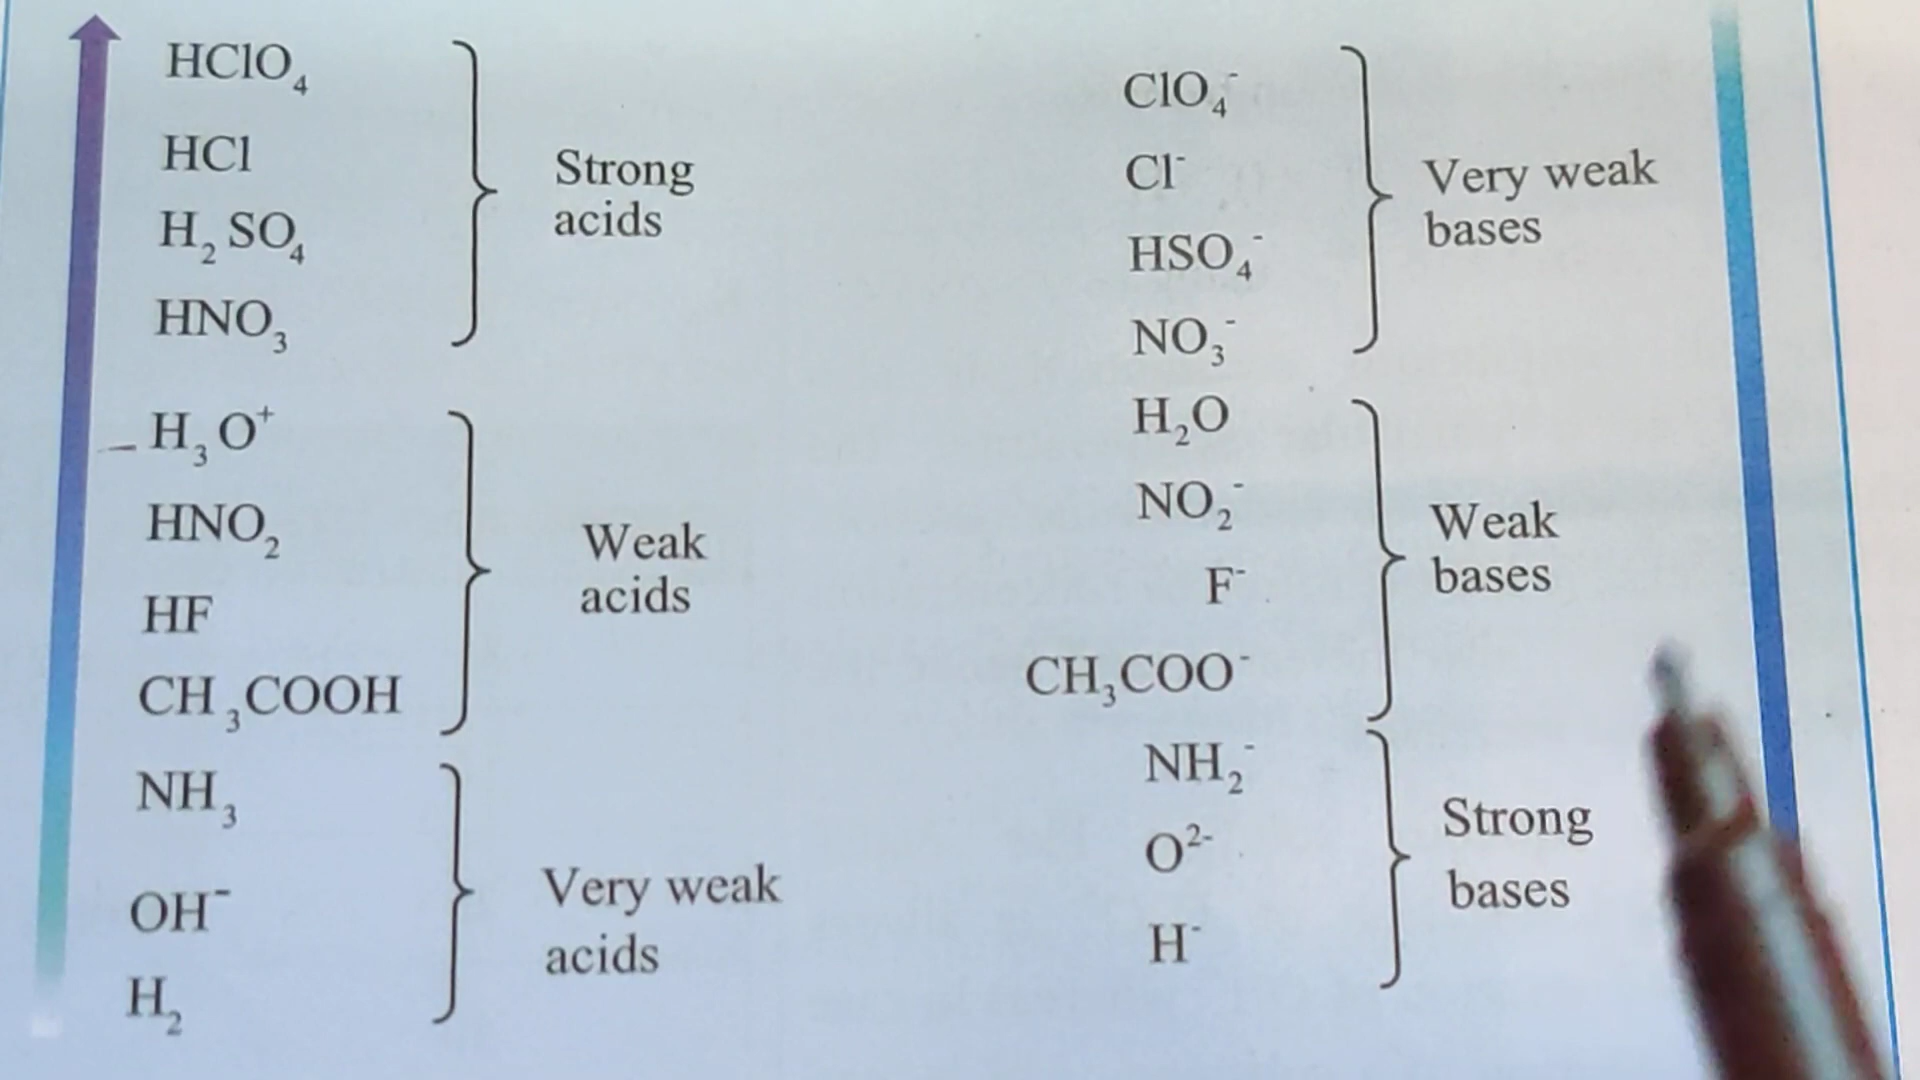 HClO₄
HCl
H₂SO₄
HNO₃
Strong
acids
H₃O⁺
HNO₂
HF
CH₃COOH
Weak
acids
NH₃
OH⁻
H₂
Very weak
acids
ClO₄⁻
Cl⁻
HSO₄⁻
NO₃⁻
Very weak
bases
H₂O
NO₂⁻
F⁻
CH₃COO⁻
Weak
bases
NH₂⁻
O²⁻
H⁻
Strong
bases